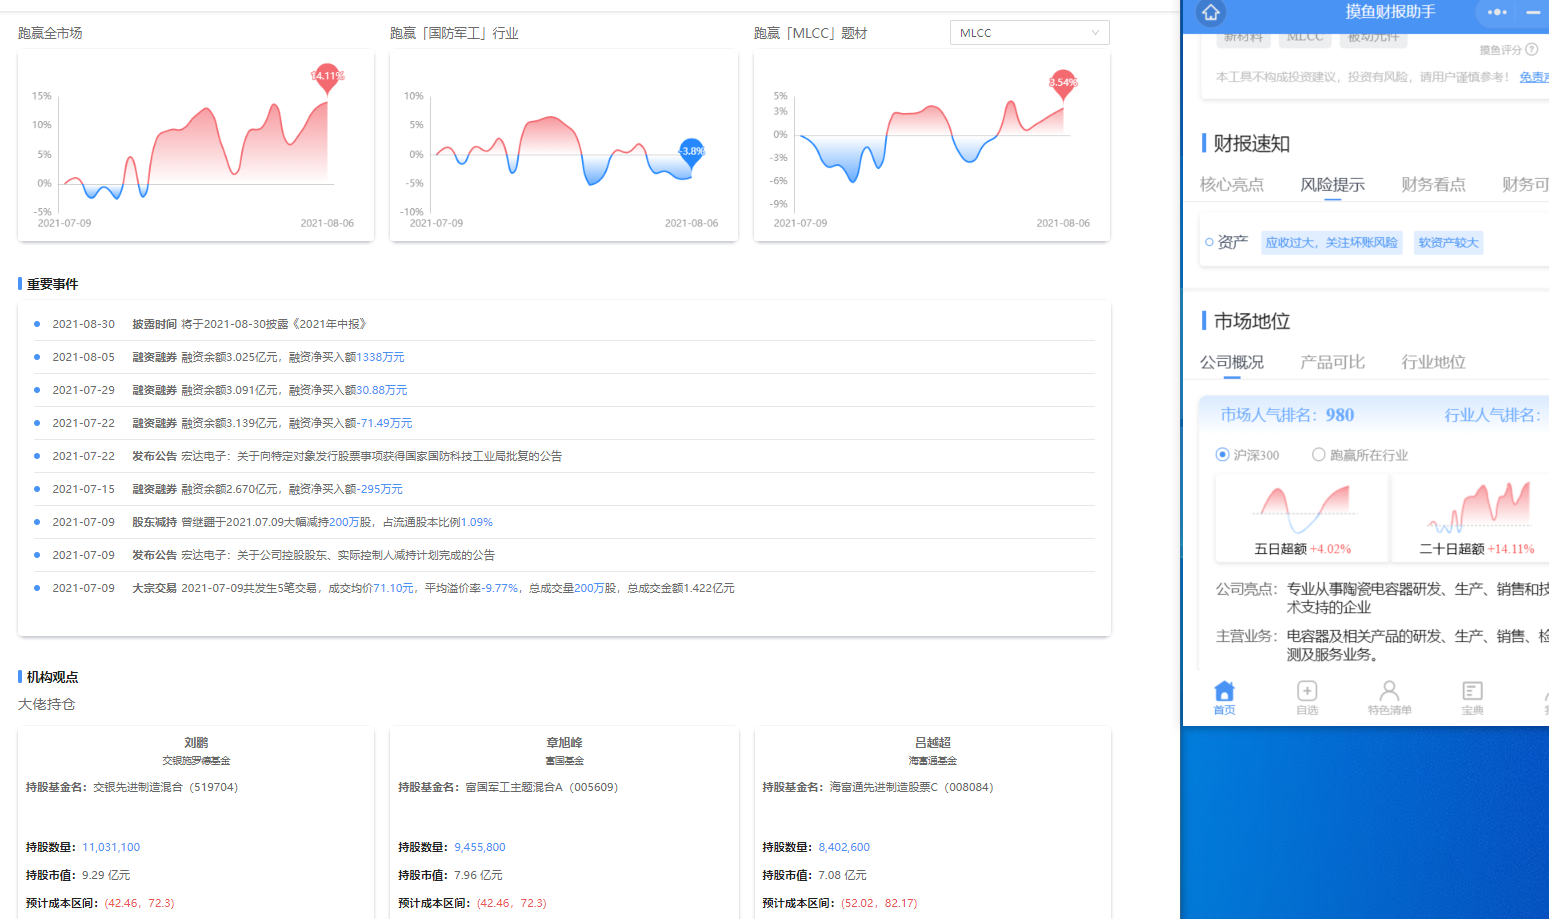 跑赢全市场
14.11%
15%
10%
5%
0%
-5%
2021-07-09
2021-08-06
跑赢「国防军工」行业
-3.8%
10%
5%
0%
-5%
-10%
2021-07-09
2021-08-06
跑赢「MLCC」题材
MLCC
3.54%
5%
3%
0%
-3%
-6%
-9%
2021-07-09
2021-08-06
重要事件
2021-08-30 披露时间 将于2021-08-30披露《2021年中报》
2021-08-05 融资融券 融资余额3.025亿元，融资净买入额1338万元
2021-07-29 融资融券 融资余额3.091亿元，融资净买入额30.88万元
2021-07-22 融资融券 融资余额3.139亿元，融资净买入额-71.49万元
2021-07-22 发布公告 宏达电子：关于向特定对象发行股票事项获得国家国防科技工业局批复的公告
2021-07-15 融资融券 融资余额2.670亿元，融资净买入额-295万元
2021-07-09 股东减持 曾继疆于2021.07.09大幅减持200万股，占流通股本比例1.09%
2021-07-09 发布公告 宏达电子：关于公司控股股东、实际控制人减持计划完成的公告
2021-07-09 大宗交易 2021-07-09共发生5笔交易，成交均价71.10元，平均溢价率-9.77%，总成交量200万股，总成交金额1.422亿元
机构观点
大佬持仓
刘鹏
交银施罗德基金
持股基金名：交银先进制造混合（519704）
持股数量：11,031,100
持股市值：9.29 亿元
预计成本区间：(42.46，72.3)
章旭峰
富国基金
持股基金名：富国军工主题混合A（005609）
持股数量：9,455,800
持股市值：7.96 亿元
预计成本区间：(42.46，72.3)
吕越超
海富通基金
持股基金名：海富通先进制造股票C（008084）
持股数量：8,402,600
持股市值：7.08 亿元
预计成本区间：(52.02，82.17)
摸鱼财报助手
新材料 MLCC 被动元件
摸鱼评分
本工具不构成投资建议，投资有风险，请用户谨慎参考！ 免责
财报速知
核心亮点 风险提示 财务看点 财务可
资产 应收过大，关注坏账风险 软资产较大
市场地位
公司概况 产品可比 行业地位
市场人气排名：980 行业人气排名：
沪深300 跑赢所在行业
五日超额 +4.02% 二十日超额 +14.11%
公司亮点：专业从事陶瓷电容器研发、生产、销售和技
术支持的企业
主营业务：电容器及相关产品的研发、生产、销售、检
测及服务业务。
首页 自选 特色清单 宝典